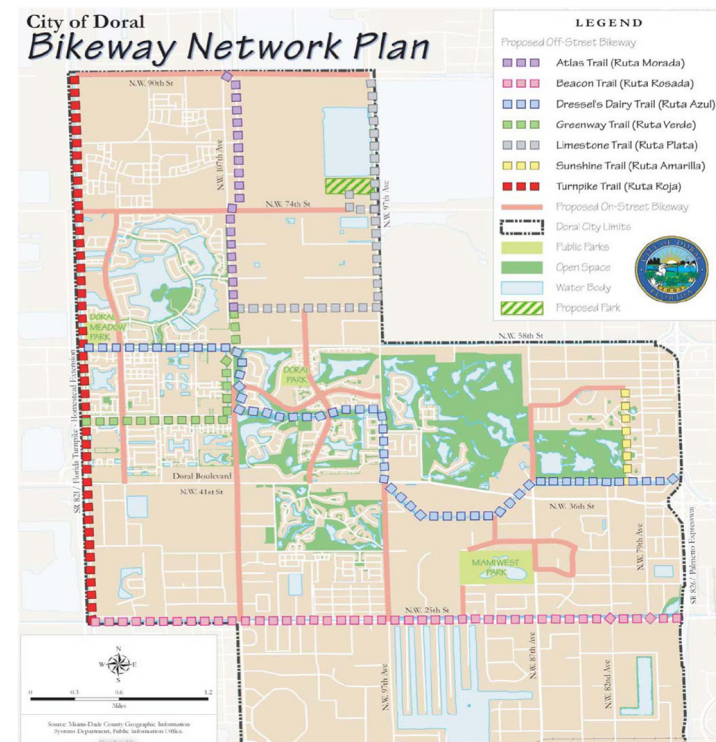 City of Doral
Bikeway Network Plan
LEGEND
Proposed Off-Street Bikeway
Atlas Trail (Ruta Morada)
Beacon Trail (Ruta Rosada)
Dressel's Dairy Trail (Ruta Azul)
Greenway Trail (Ruta Verde)
Limestone Trail (Ruta Plata)
Sunshine Trail (Ruta Amarilla)
Turnpike Trail (Ruta Roja)
Proposed On-Street Bikeway
Doral City Limits
Public Parks
Open Space
Water Body
Proposed Park
N.W. 90th St
N.W. 107th Ave
N.W. 97th Ave
N.W. 74th St
DORAL
MEADOW
PARK
N.W. 58th St
DORAL
PARK
SR 821/ Florida Turnpike - Homestead Extension
Doral Boulevard
N.W. 41st St
N.W. 36th St
N.W. 79th Ave
SR 826/ Palmetto Expressway
MIAMI WEST
PARK
N.W. 25th St
N.W. 97th Ave
N.W. 87th Ave
N.W. 82nd Ave
N
W E
S
0 0.3 0.6 1.2
Miles
Source: Miami-Dade County Geographic Information
Systems Department, Public Information Office.